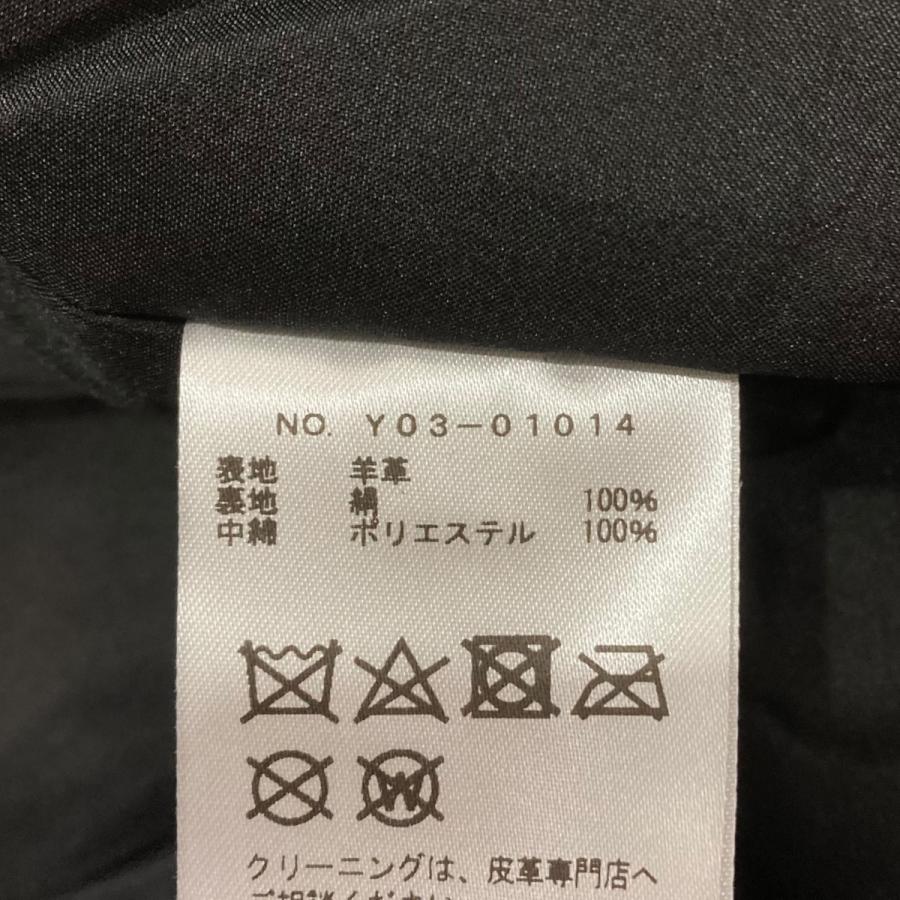 NO. Y03-01014
表地 羊革
裏地 絹 100%
中綿 ポリエステル 100%
W
クリーニングは、皮革専門店へ